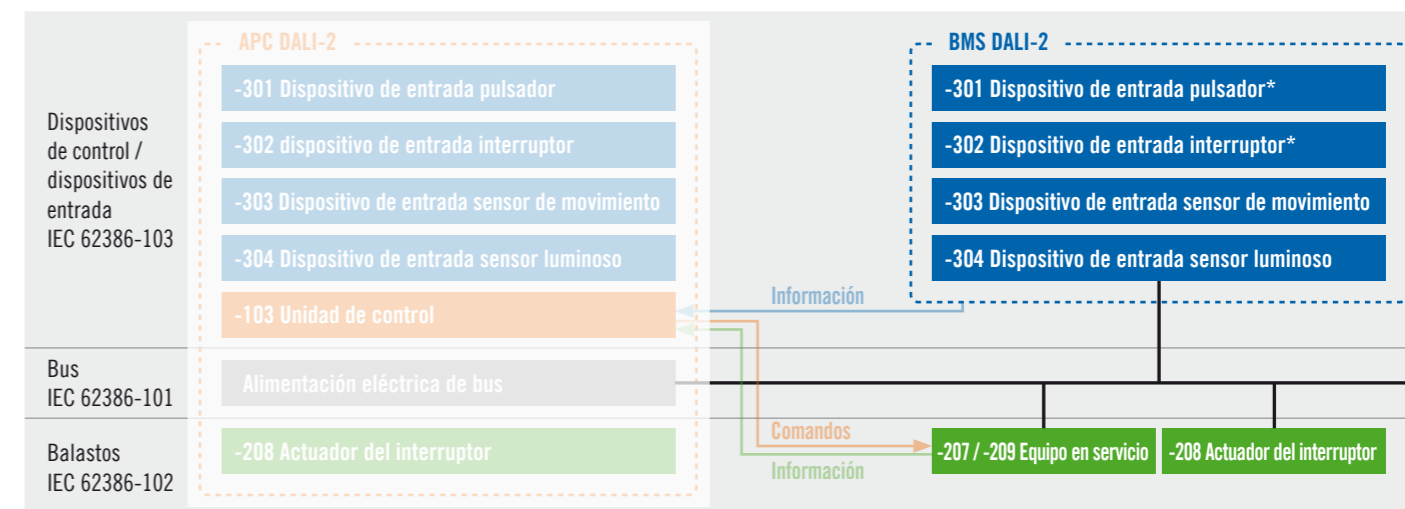 APC DALI-2
BMS DALI-2
Dispositivos
de control /
dispositivos de
entrada
IEC 62386-103
-301 Dispositivo de entrada pulsador
-302 dispositivo de entrada interruptor
-303 Dispositivo de entrada sensor de movimiento
-304 Dispositivo de entrada sensor luminoso
-103 Unidad de control
-301 Dispositivo de entrada pulsador*
-302 Dispositivo de entrada interruptor*
-303 Dispositivo de entrada sensor de movimiento
-304 Dispositivo de entrada sensor luminoso
Información
Bus
IEC 62386-101
Alimentación eléctrica de bus
Balastos
IEC 62386-102
-208 Actuador del interruptor
Comandos
Información
-207 / -209 Equipo en servicio
-208 Actuador del interruptor